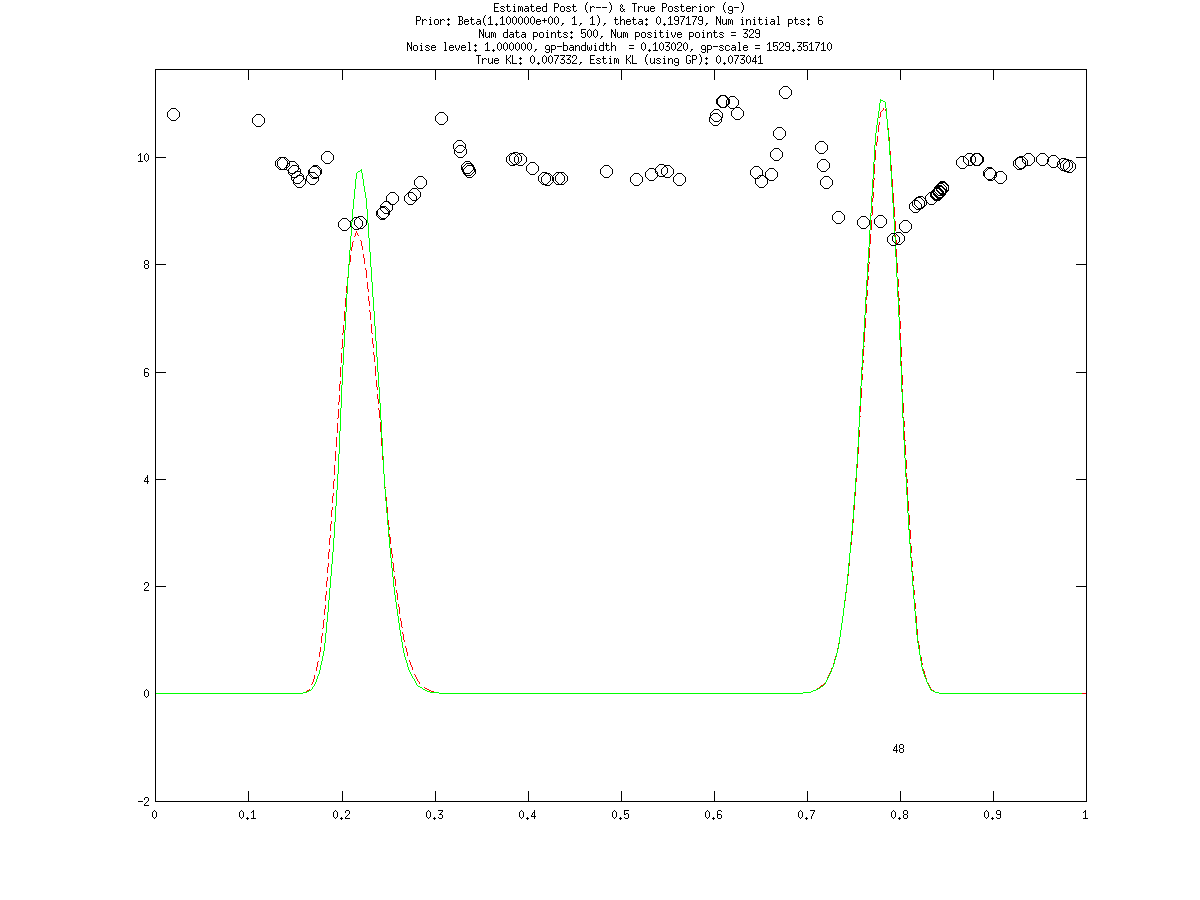 Estimated Post (r--) & True Posterior (g-)
Prior: Beta(1.100000e+00, 1, 1), theta: 0.197179, Num initial pts: 6
Num data points: 500, Num positive points = 329
Noise level: 1.000000, gp-bandwidth  = 0.103020, gp-scale = 1529.351710
True KL: 0.007332, Estim KL (using GP): 0.073041
10
8
6
4
2
0
48
-2
0 0.1 0.2 0.3 0.4 0.5 0.6 0.7 0.8 0.9 1